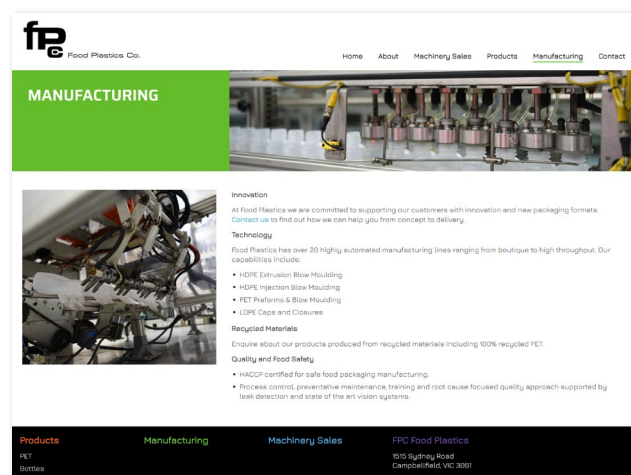 fpc Food Plastics Co.
Home About Machinery Sales Products Manufacturing Contact
MANUFACTURING
Innovation
At Food Plastics we are committed to supporting our customers with innovation and new packaging formats.
Contact us to find out how we can help you from concept to delivery.
Technology
Food Plastics has over 20 highly automated manufacturing lines ranging from boutique to high throughput. Our
capabilities include:
• HDPE Extrusion Blow Moulding
• HDPE Injection Blow Moulding
• PET Preforms & Blow Moulding
• LDPE Caps and Closures
Recycled Materials
Enquire about our products produced from recycled materials including 100% recycled PET.
Quality and Food Safety
• HACCP certified for safe food packaging manufacturing.
• Process control, preventative maintenance, training and root cause focused quality approach supported by
leak detection and state of the art vision systems.
Products Manufacturing Machinery Sales FPC Food Plastics
PET
Bottles
1515 Sydney Road
Campbellfield, VIC 3061